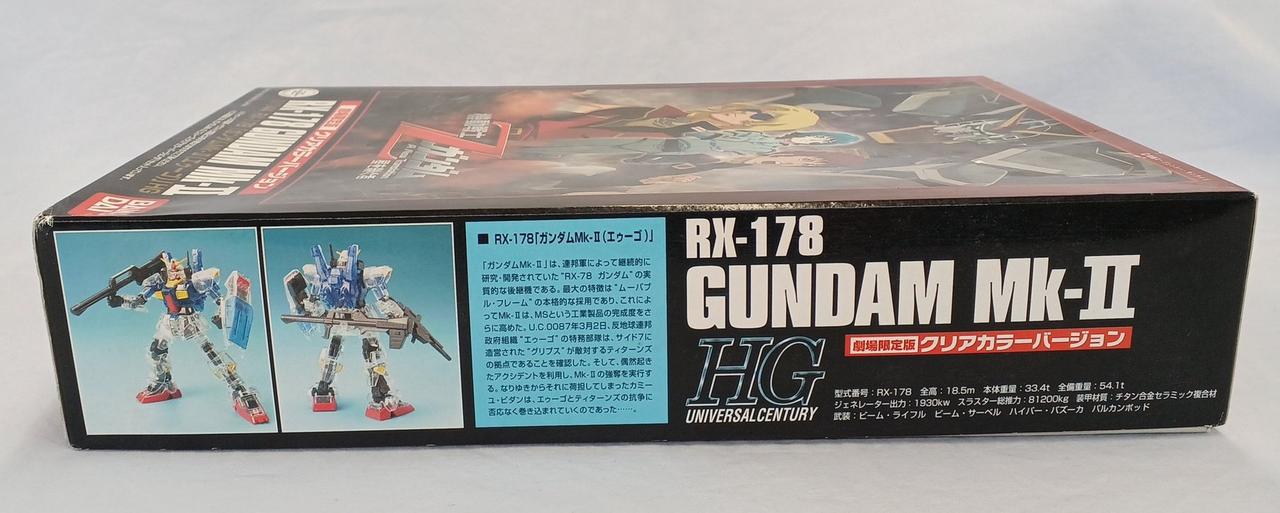 RX-178 GUNDAM Mk-II
BAN
DAI
機動戦士
Zガンダム
■ RX-178「ガンダムMk-Ⅱ(エゥーゴ)」
「ガンダムMk-Ⅱ」は、連邦軍によって継続的に
研究・開発されていた“RX-78 ガンダム”の実
質的な後継機である。最大の特徴は“ムーバブ
ル・フレーム”の本格的な採用であり、これによ
ってMk-Ⅱは、MSという工業製品の完成度をさ
らに高めた。U.C.0087年3月2日、反地球連邦
政府組織“エゥーゴ”の特務部隊は、サイド7に
造営された“グリプス”が敵対するティターンズ
の拠点であることを確認した。そして、偶然起き
たアクシデントを利用し、Mk-Ⅱの強奪を実行す
る。なりゆきからそれに荷担してしまったカミー
ユ・ビダンは、エゥーゴとティターンズの抗争に
否応なく巻き込まれていくのであった……。
RX-178
GUNDAM Mk-II
劇場限定版 クリアカラーバージョン
HG
UNIVERSAL CENTURY
型式番号:RX-178 全高:18.5m 本体重量:33.4t 全備重量:54.1t
ジェネレーター出力:1930kw スラスター総推力:81200kg 装甲材質:チタン合金セラミック複合材
武装:ビーム・ライフル ビーム・サーベル ハイパー・バズーカ バルカンポッド